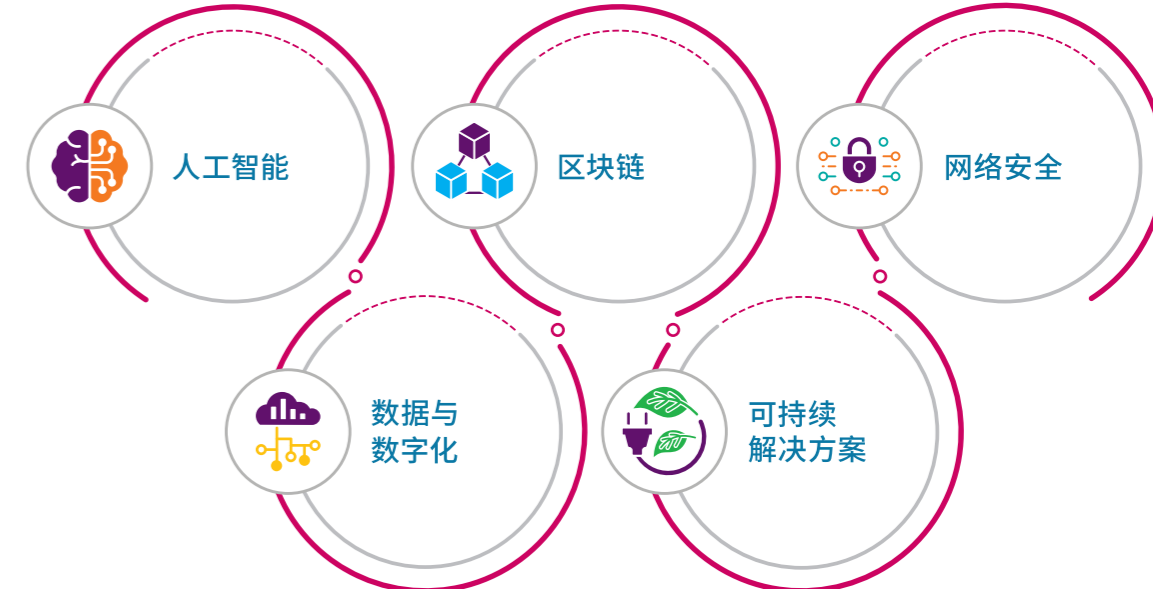 人工智能
区块链
网络安全
数据与
数字化
可持续
解决方案